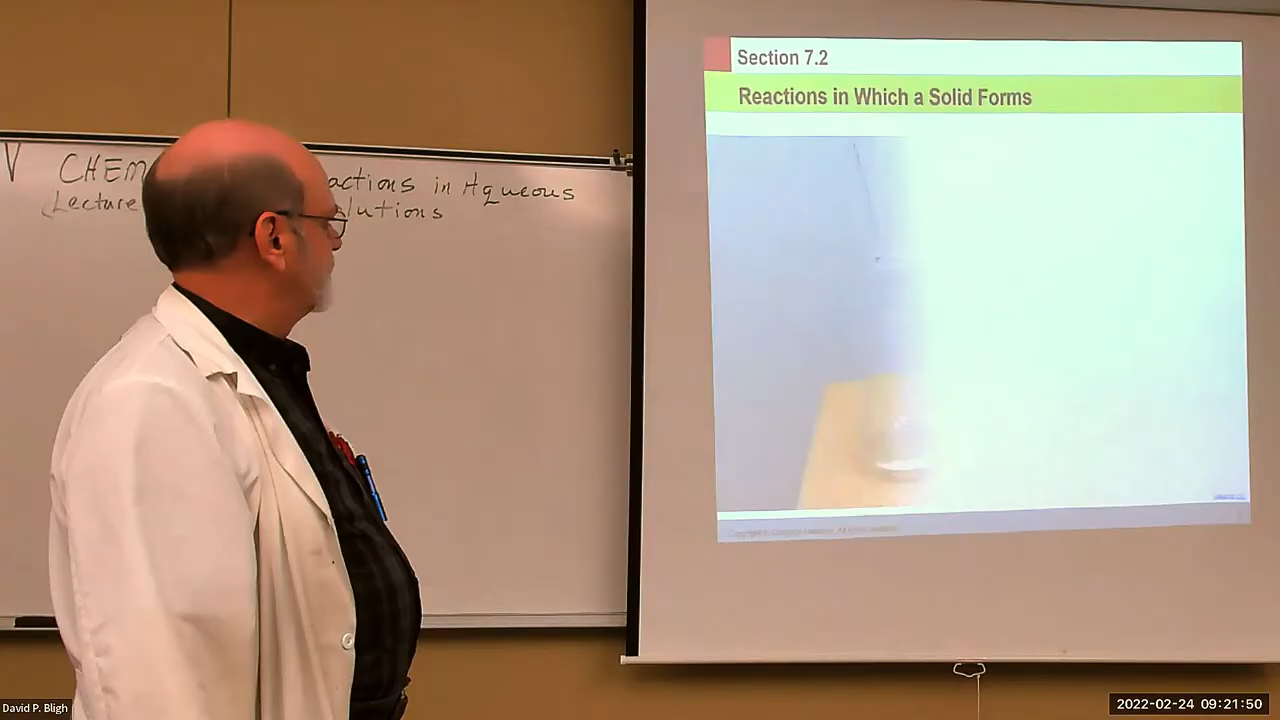 Section 7.2
Reactions in Which a Solid Forms
V CHEM actions in Aqueous
(Lecture lutions
David P. Bligh
2022-02-24 09:21:50